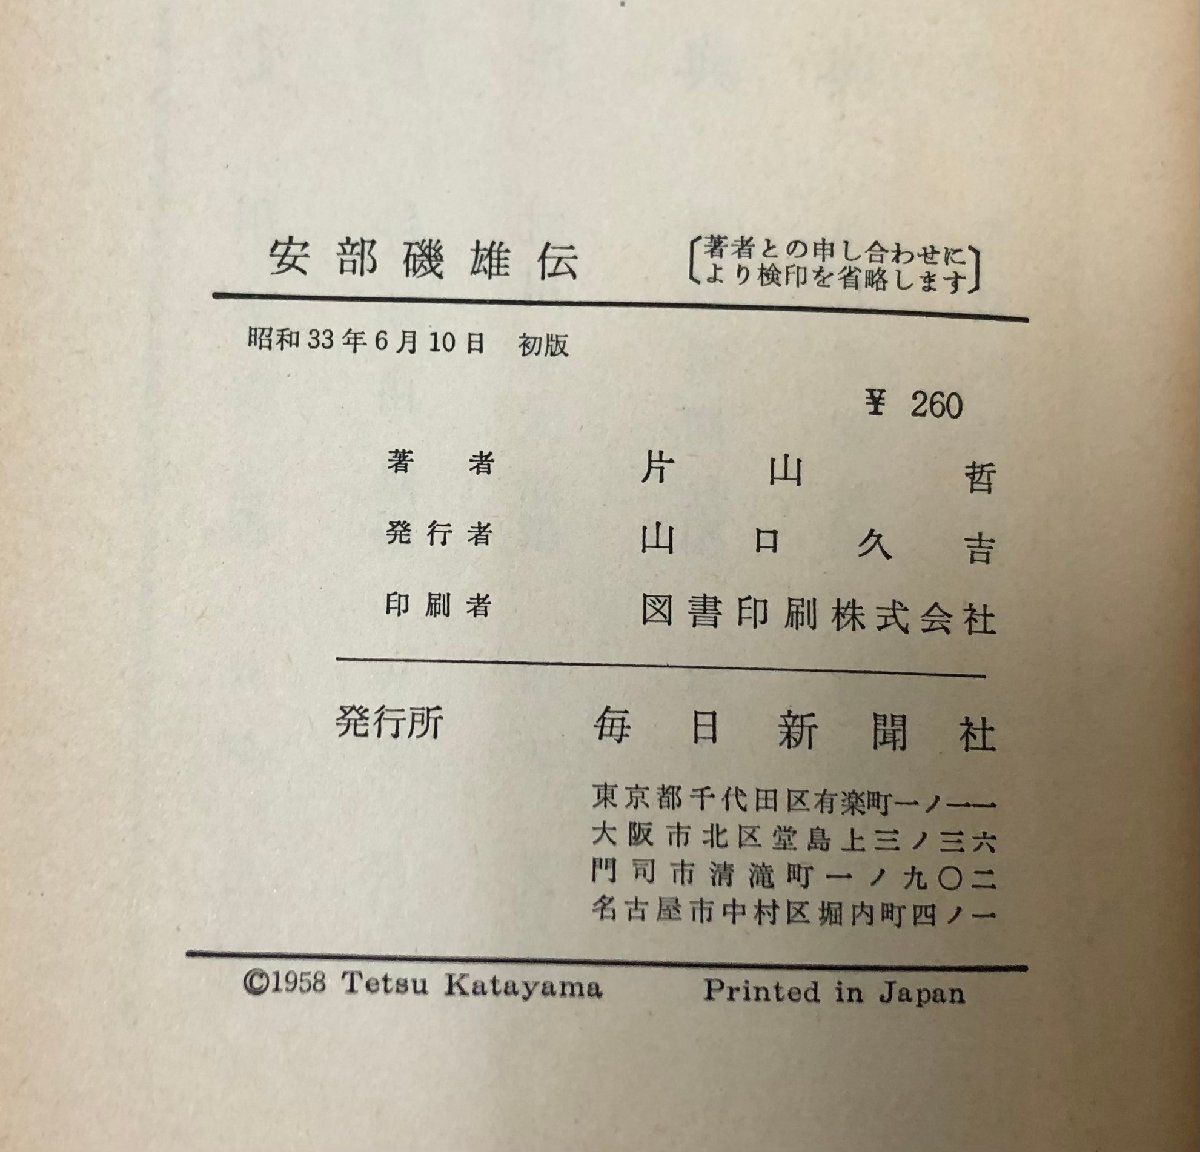 安部磯雄伝
著者との申し合わせに
より検印を省略します
昭和33年6月10日 初版
¥ 260
著者 片山哲
発行者 山口久吉
印刷者 図書印刷株式会社
発行所 毎日新聞社
東京都千代田区有楽町一ノ一一
大阪市北区堂島上三ノ三六
門司市清滝町一ノ九〇二
名古屋市中村区堀内町四ノ一
©1958 Tetsu Katayama Printed in Japan